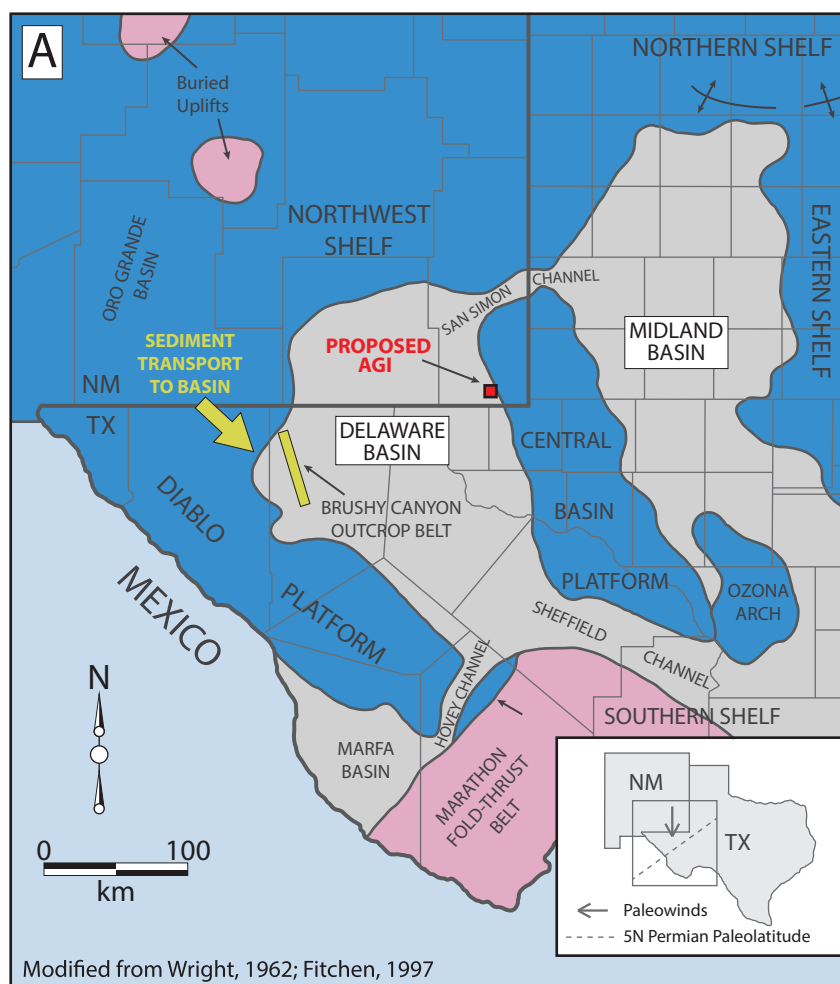 A
Buried
Uplifts
NORTHERN SHELF
NORTHWEST
SHELF
ORO GRANDE
BASIN
EASTERN SHELF
SAN SIMON
CHANNEL
MIDLAND
BASIN
SEDIMENT
TRANSPORT
TO BASIN
PROPOSED
AGI
NM
TX
DELAWARE
BASIN
CENTRAL
BASIN
PLATFORM
BRUSHY CANYON
OUTCROP BELT
DIABLO
PLATFORM
MEXICO
OZONA
ARCH
SHEFFIELD
CHANNEL
HOVEY CHANNEL
SOUTHERN SHELF
MARFA
BASIN
MARATHON
FOLD-THRUST
BELT
N
0 100
km
NM
TX
Paleowinds
5N Permian Paleolatitude
Modified from Wright, 1962; Fitchen, 1997